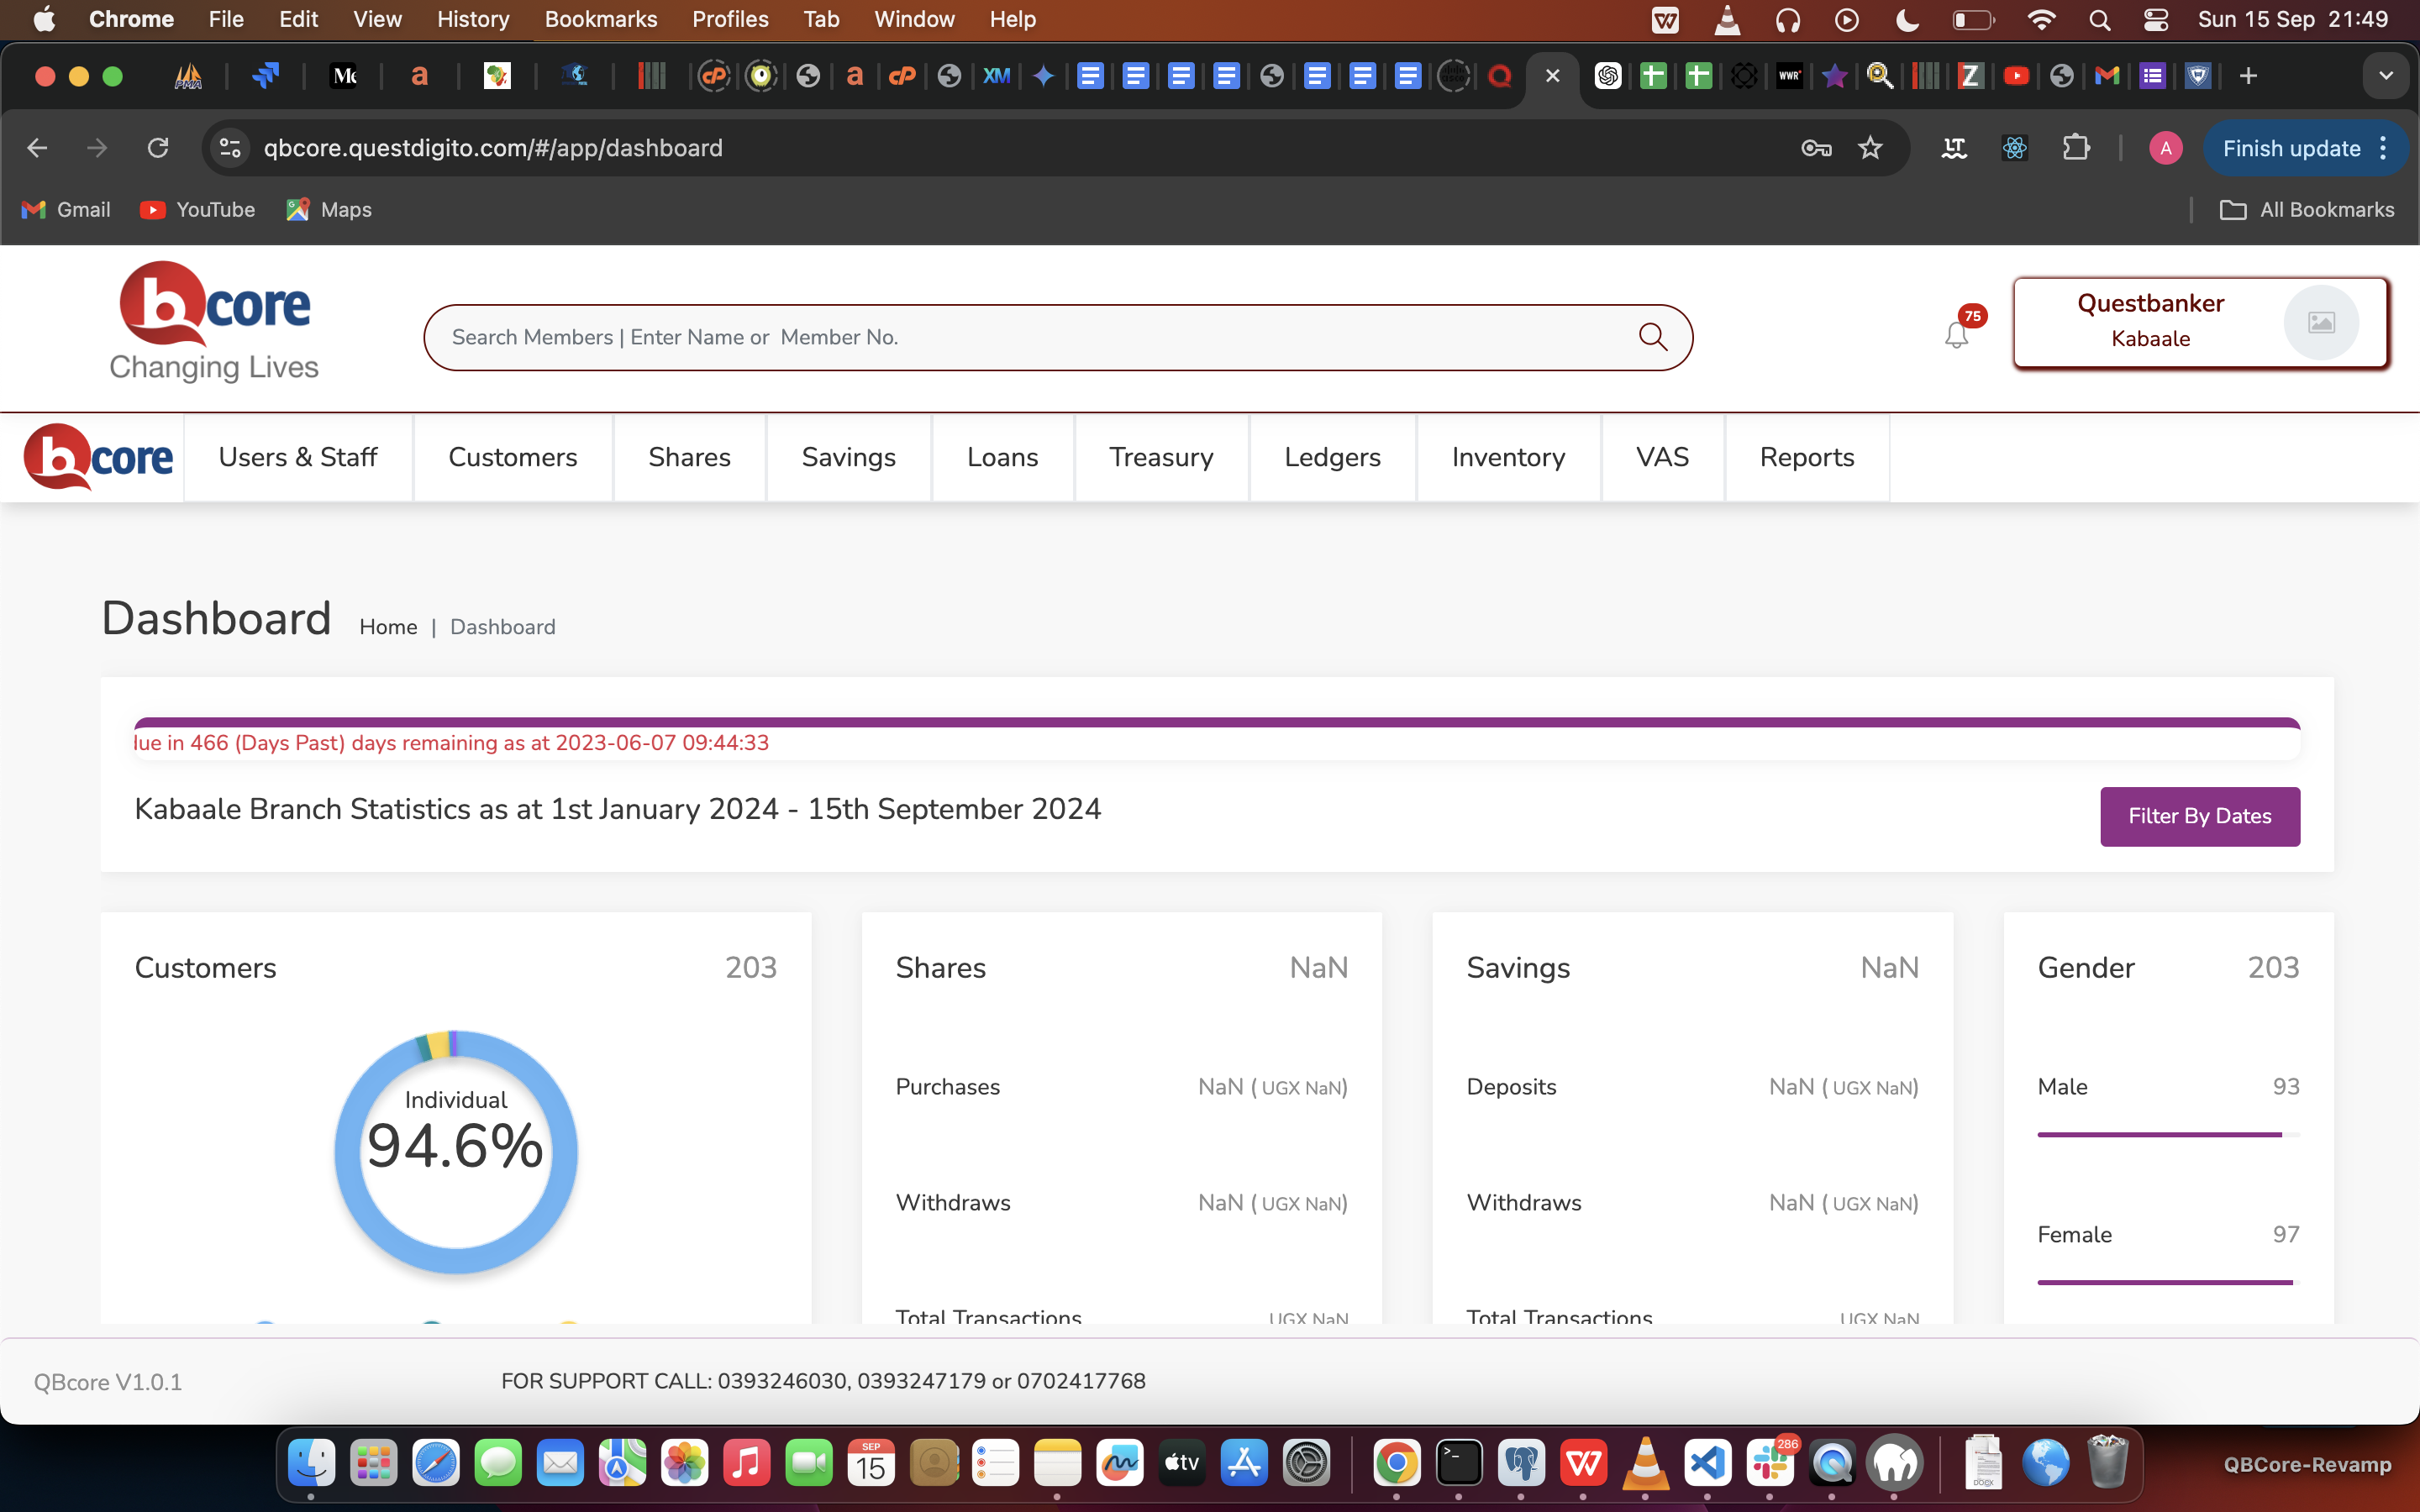 Chrome File Edit View History Bookmarks Profiles Tab Window Help Sun 15 Sep 21:49
qbcore.questdigito.com/#/app/dashboard
A
Finish update
Gmail YouTube Maps All Bookmarks
bcore
Changing Lives
Search Members | Enter Name or Member No.
75
Questbanker
Kabaale
bcore Users & Staff Customers Shares Savings Loans Treasury Ledgers Inventory VAS Reports
Dashboard Home | Dashboard
due in 466 (Days Past) days remaining as at 2023-06-07 09:44:33
Kabaale Branch Statistics as at 1st January 2024 - 15th September 2024
Filter By Dates
Customers 203
Individual
94.6%
Shares NaN
Purchases NaN ( UGX NaN)
Withdraws NaN ( UGX NaN)
Total Transactions UGX NaN
Savings NaN
Deposits NaN ( UGX NaN)
Withdraws NaN ( UGX NaN)
Total Transactions UGX NaN
Gender 203
Male 93
Female 97
QBcore V1.0.1
FOR SUPPORT CALL: 0393246030, 0393247179 or 0702417768
SEP
15
tv
286
DOCX
QBCore-Revamp